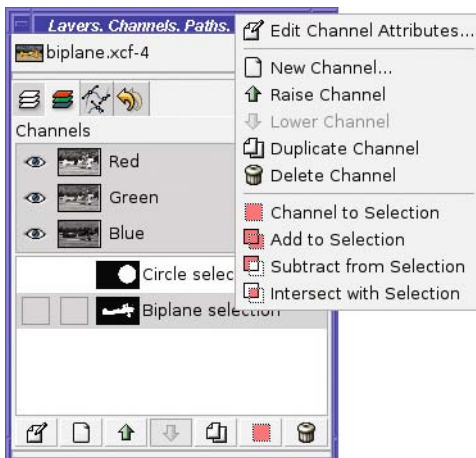 Layers. Channels. Paths.
biplane.xcf-4
Channels
Red
Green
Blue
Circle selec
Biplane selection
Edit Channel Attributes...
New Channel...
Raise Channel
Lower Channel
Duplicate Channel
Delete Channel
Channel to Selection
Add to Selection
Subtract from Selection
Intersect with Selection